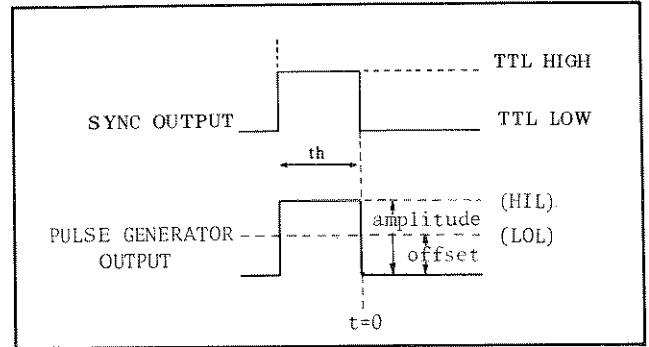 TTL HIGH
SYNC OUTPUT
TTL LOW
th
(HIL)
amplitude
PULSE GENERATOR
OUTPUT
(LOL)
offset
t=0